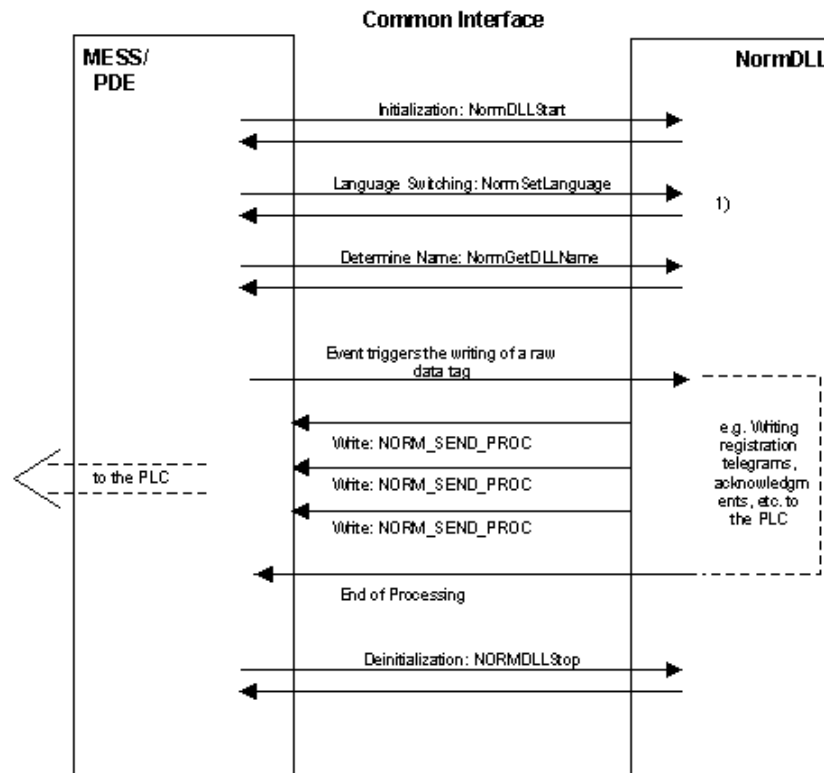 Common Interface
MESS/
PDE
NormDLL
Initialization: NormDLLStart
Language Switching: NormSetLanguage
1)
Determine Name: NormGetDLLName
Event triggers the writing of a raw
data tag
e.g. Writing
registration
telegrams,
acknowledgm
ents, etc. to
the PLC
Write: NORM_SEND_PROC
to the PLC
Write: NORM_SEND_PROC
Write: NORM_SEND_PROC
End of Processing
Deinitialization: NORMDLLStop